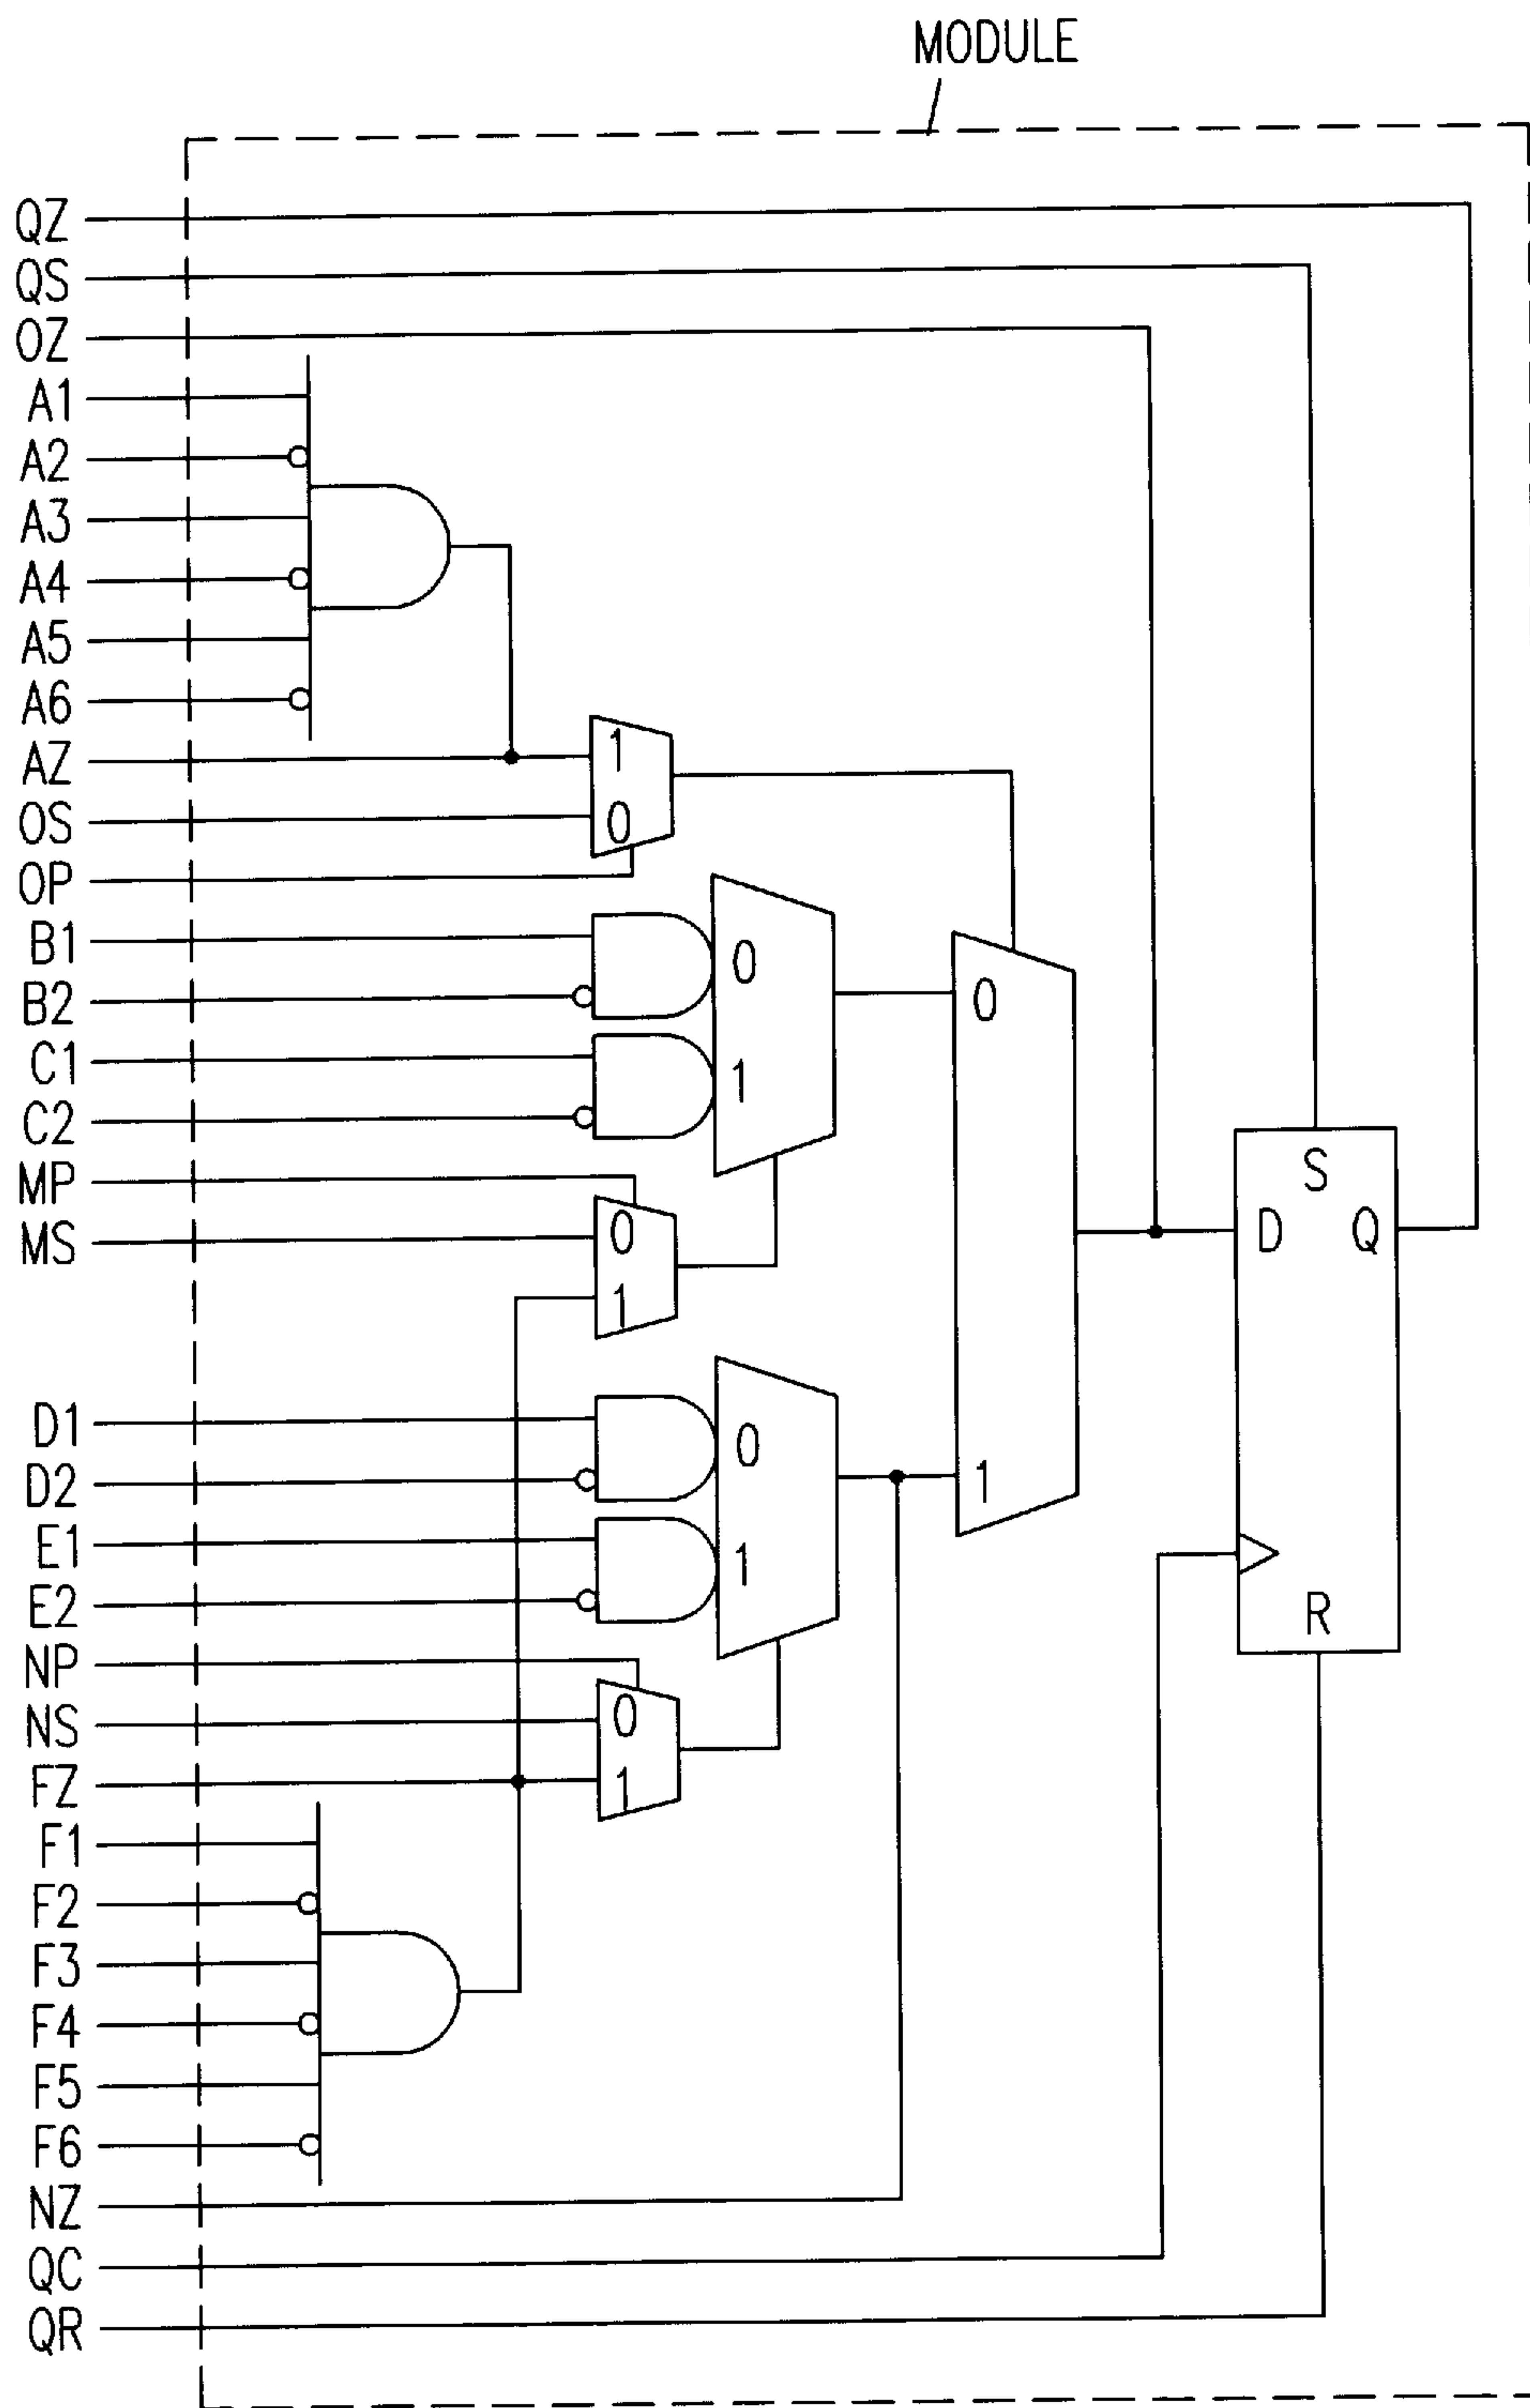 MODULE
QZ
QS
OZ
A1
A2
A3
A4
A5
A6
AZ
1
OS
0
OP
B1
0
B2
0
C1
1
C2
MP
S
MS
0
D
Q
1
D1
0
D2
1
E1
1
E2
R
NP
NS
0
FZ
1
F1
F2
F3
F4
F5
F6
NZ
QC
QR